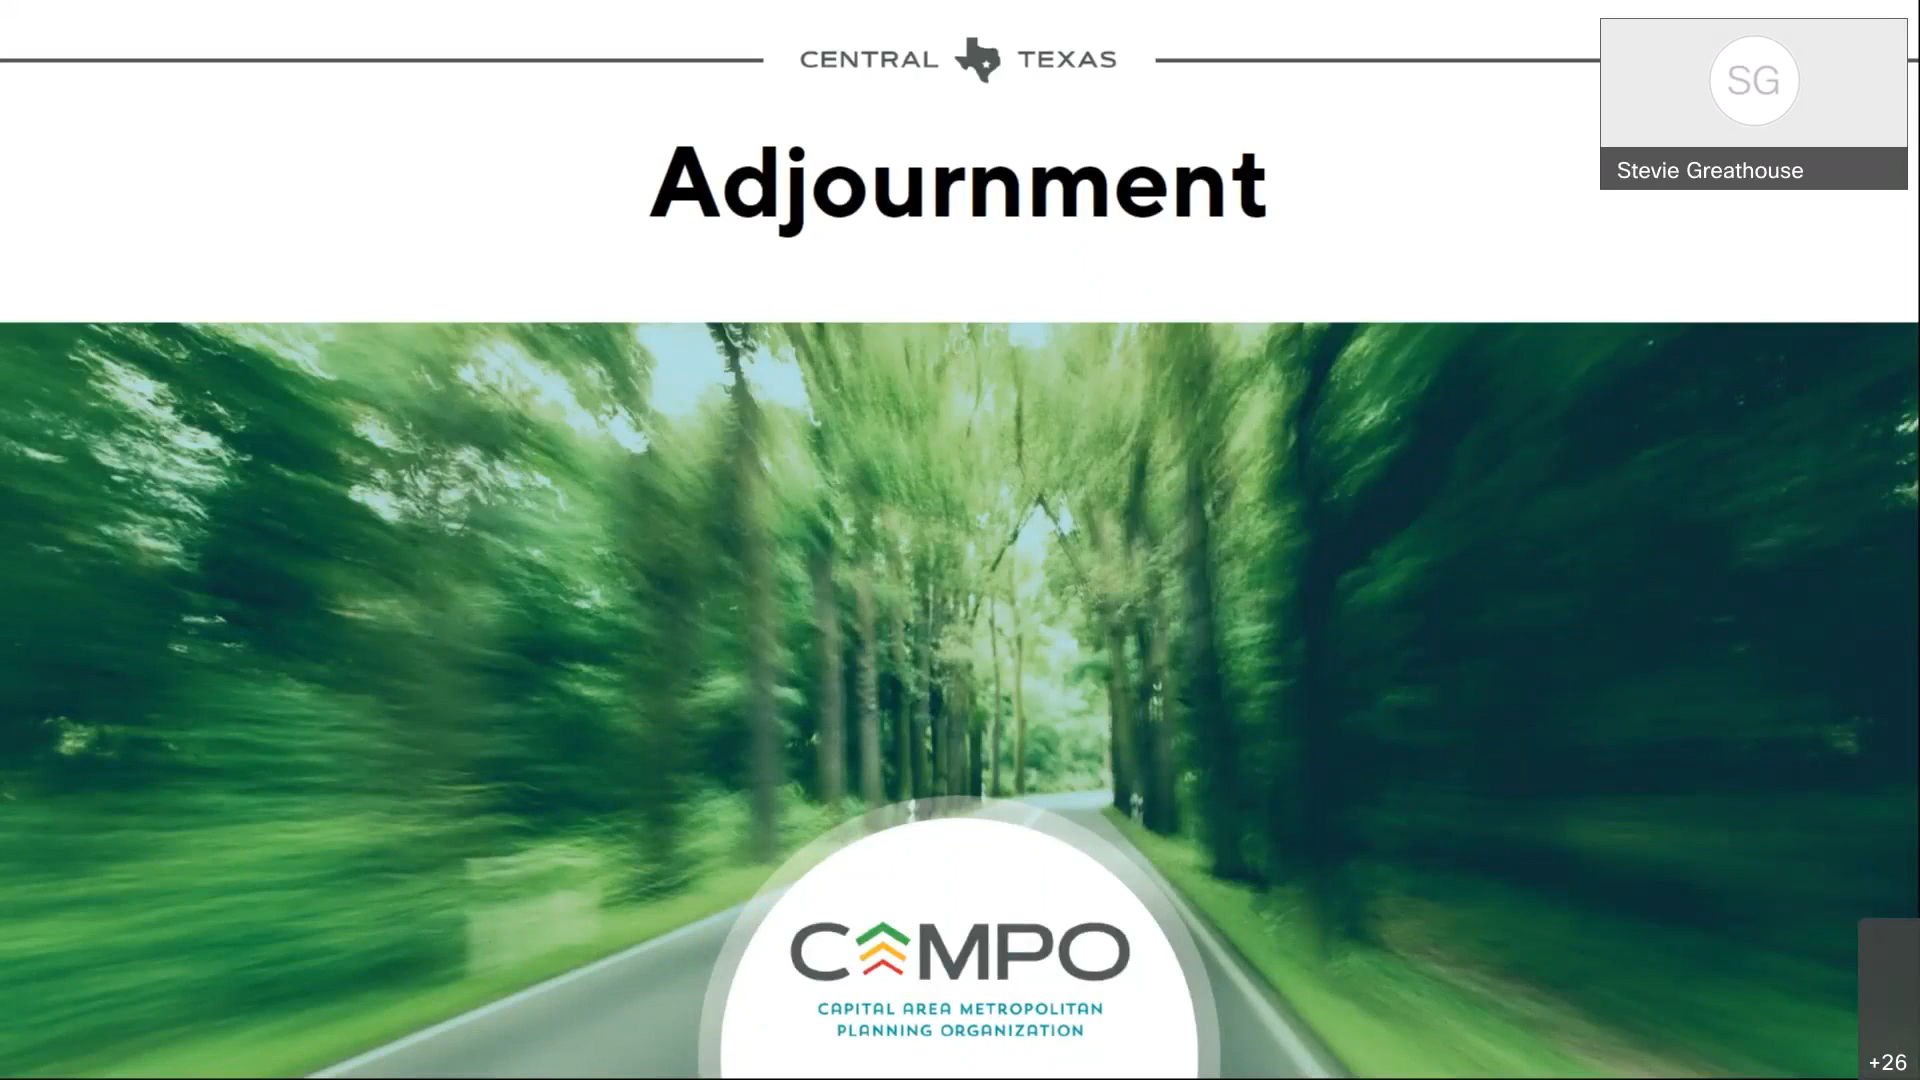 CENTRAL TEXAS
SG
Stevie Greathouse
Adjournment
CAMPO
CAPITAL AREA METROPOLITAN
PLANNING ORGANIZATION
+26